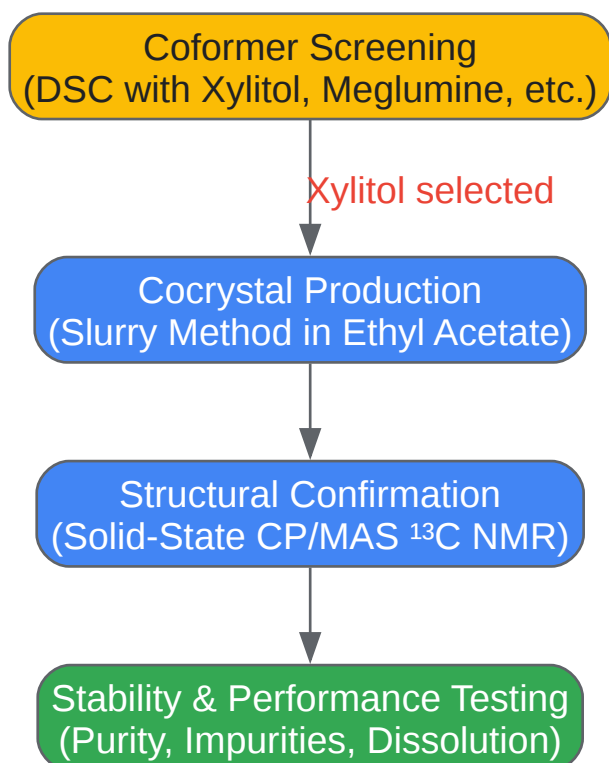 Coformer Screening
(DSC with Xylitol, Meglumine, etc.)
Xylitol selected
Cocrystal Production
(Slurry Method in Ethyl Acetate)
Structural Confirmation
(Solid-State CP/MAS ¹³C NMR)
Stability & Performance Testing
(Purity, Impurities, Dissolution)